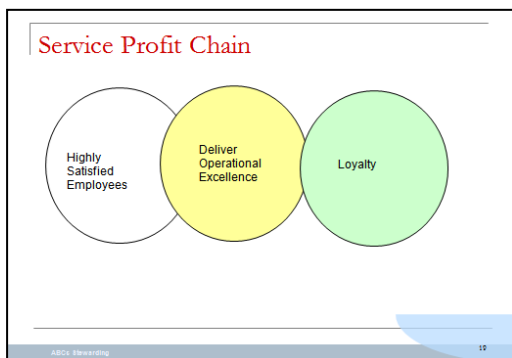 Service Profit Chain
Highly
Satisfied
Employees
Deliver
Operational
Excellence
Loyalty
ABCs Stewarding
19